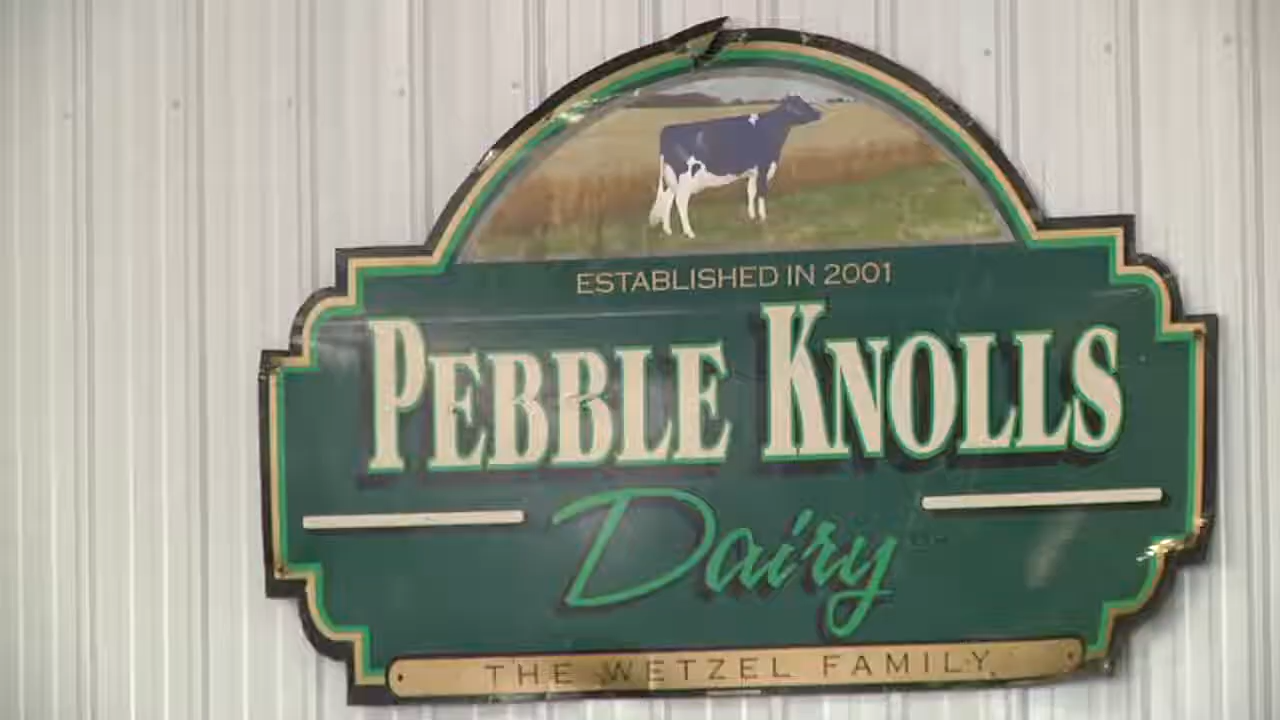 ESTABLISHED IN 2001
PEBBLE KNOLLS
Dairy
THE WETZEL FAMILY